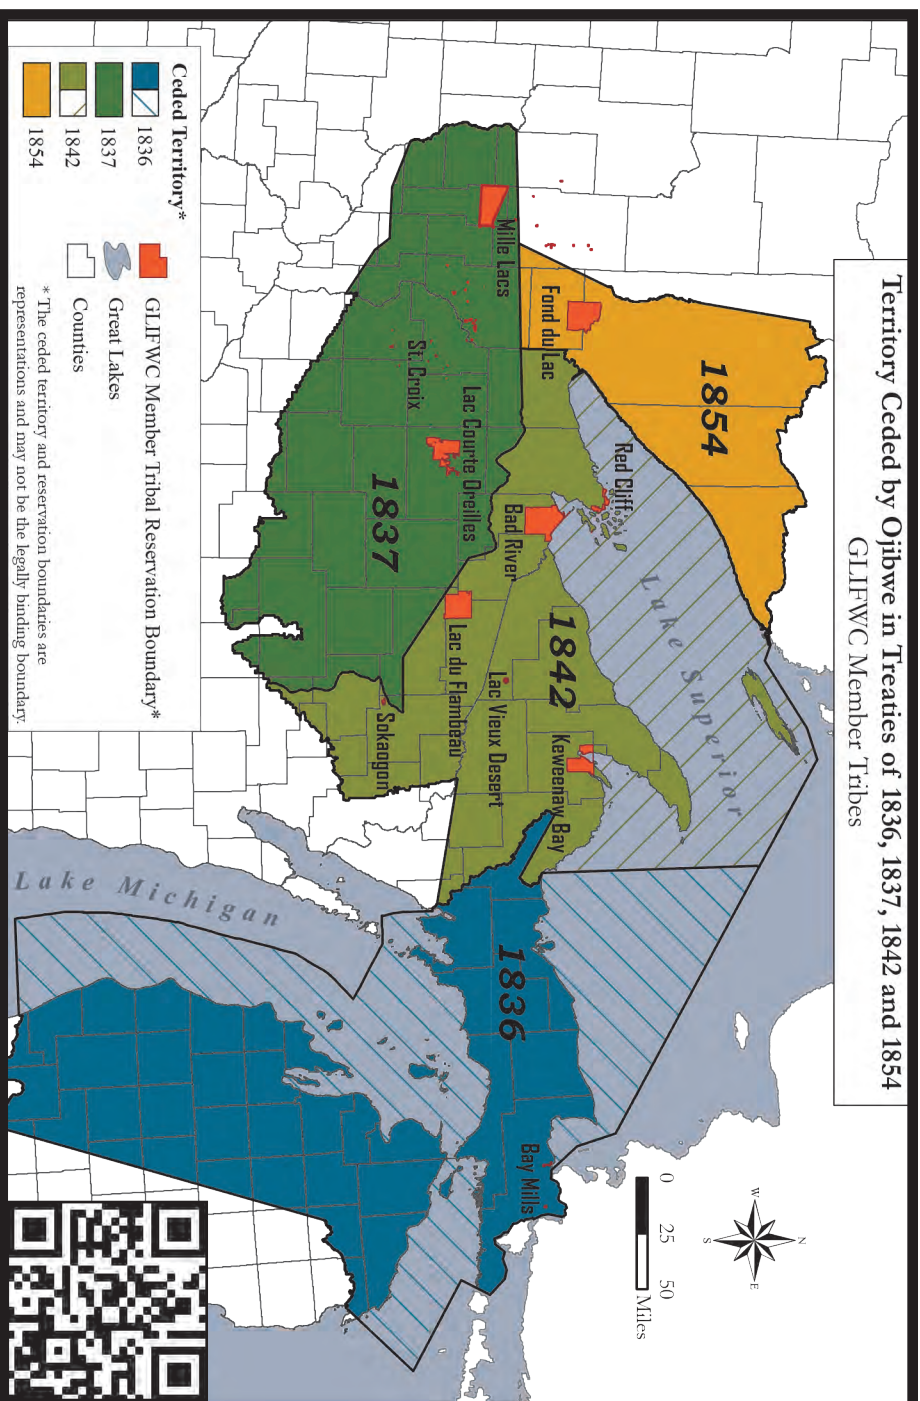 Territory Ceded by Ojibwe in Treaties of 1836, 1837, 1842 and 1854
GLIFWC Member Tribes
W N
S E
0 25 50
Miles
1854
Lake Superior
Red Cliff
Fond du Lac
Mille Lacs
1842
Keweenaw Bay
Bad River
Lac Vieux Desert
Lac Courte Oreilles
Lac du Flambeau
St. Croix
1837
Sokaogon
1836
Bay Mills
Lake Michigan
Ceded Territory*
1836
1837
1842
1854
GLIFWC Member Tribal Reservation Boundary*
Great Lakes
Counties
* The ceded territory and reservation boundaries are
representations and may not be the legally binding boundary.